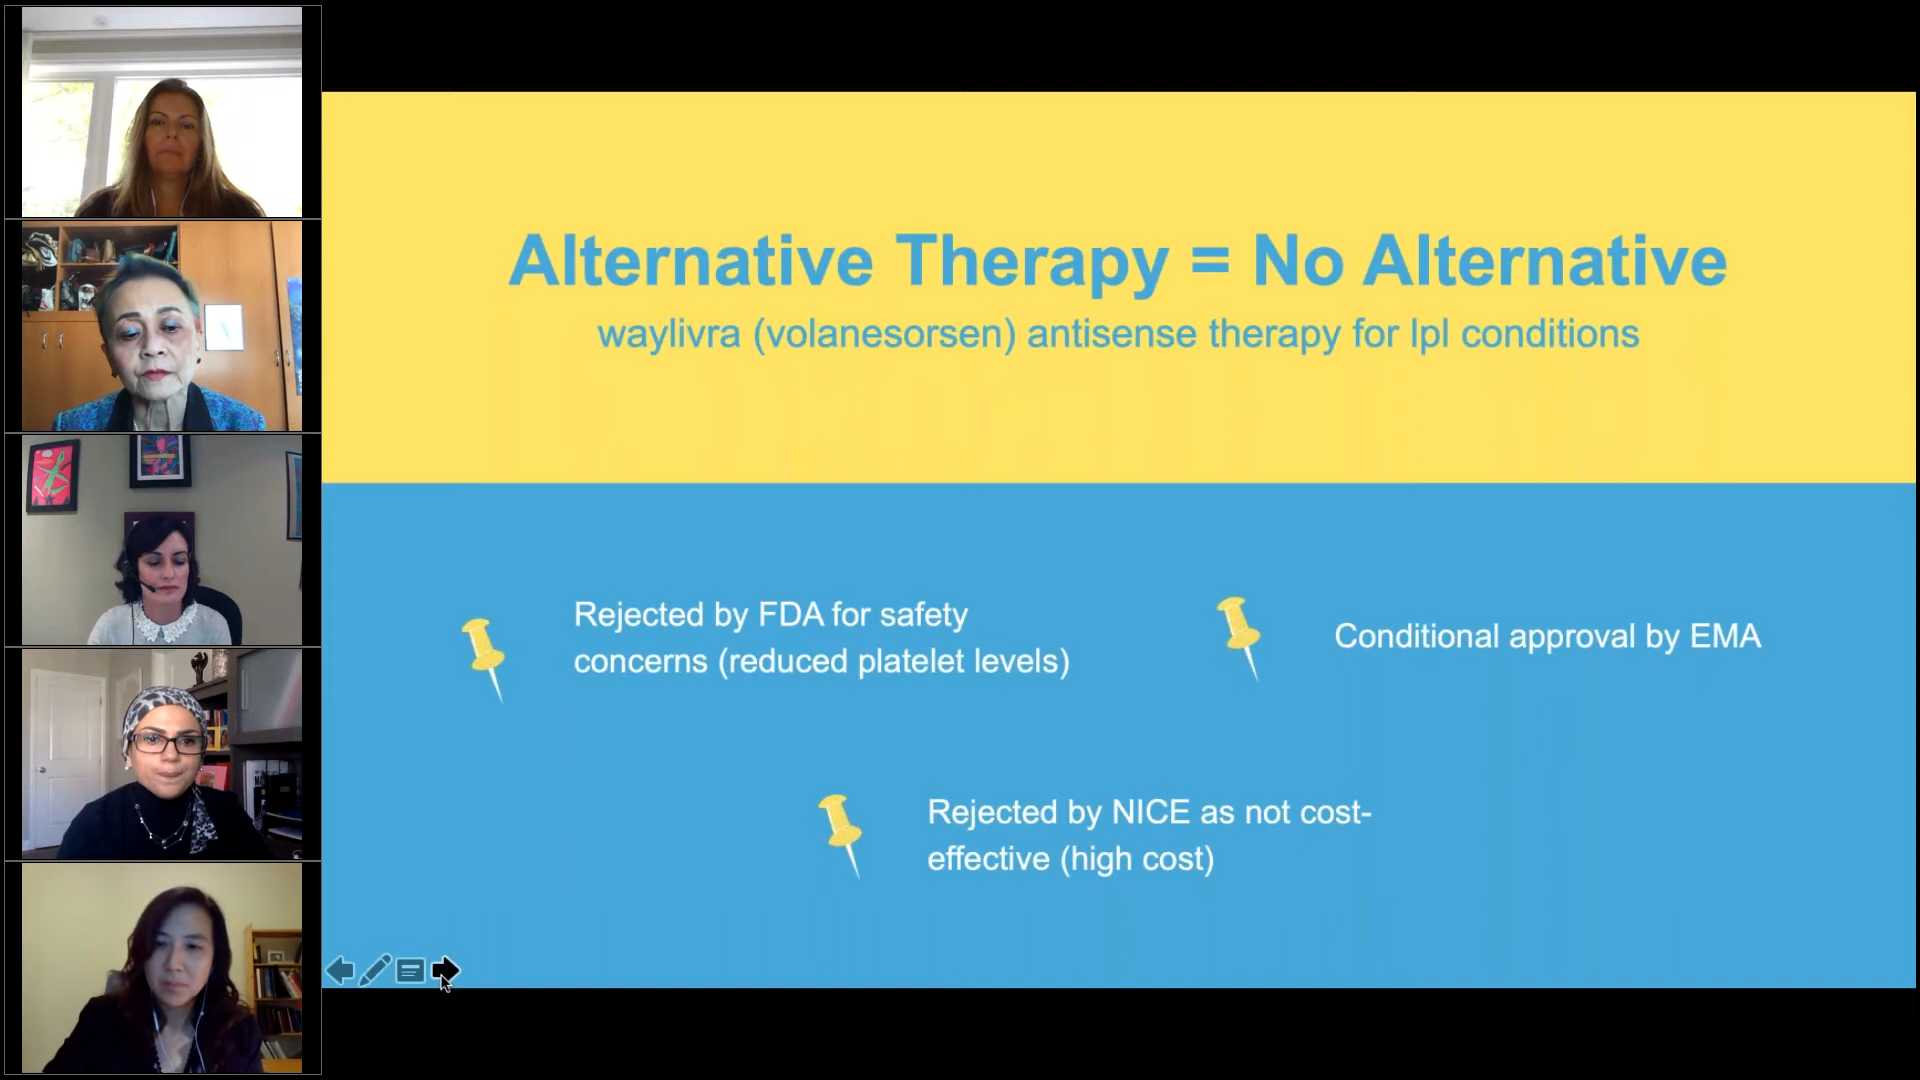 Alternative Therapy = No Alternative
waylivra (volanesorsen) antisense therapy for lpl conditions
Rejected by FDA for safety
concerns (reduced platelet levels)
Conditional approval by EMA
Rejected by NICE as not cost-
effective (high cost)